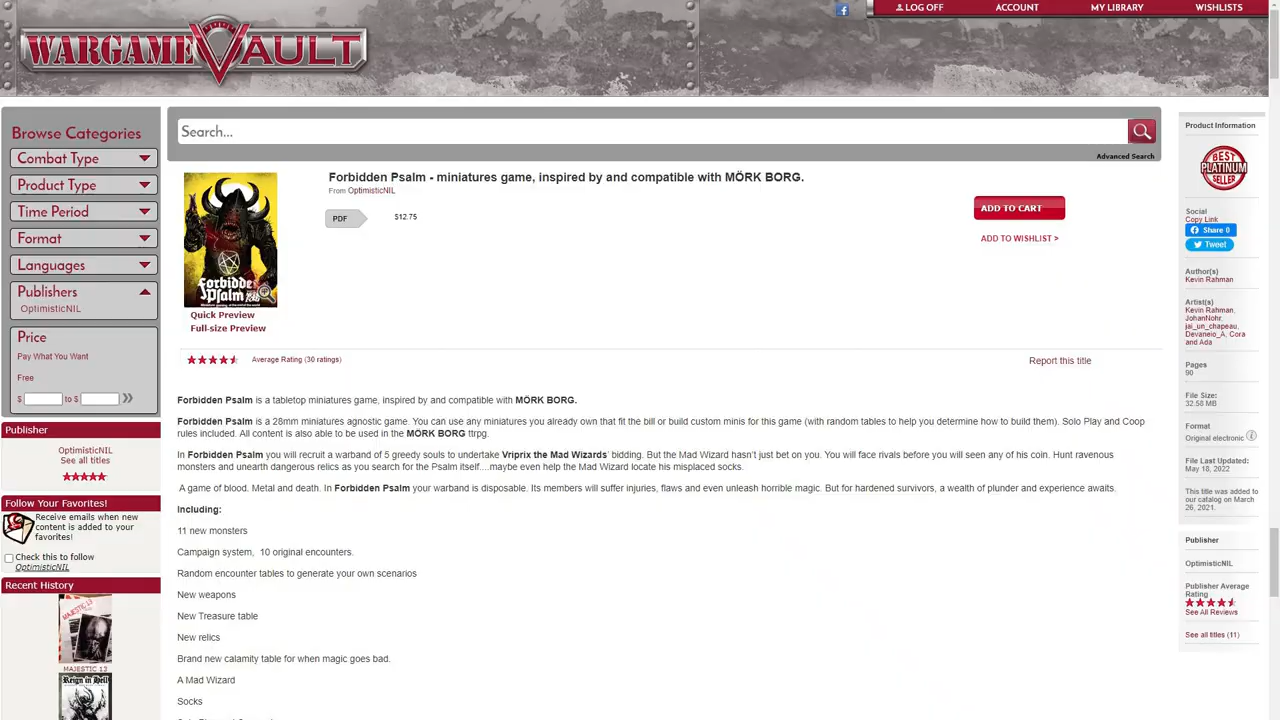 LOG OFF
ACCOUNT
MY LIBRARY
WISHLISTS
WARGAME VAULT
Browse Categories
Combat Type
Product Type
Time Period
Format
Languages
Publishers
OptimisticNIL
Price
Pay What You Want
Free
$ to $
Publisher
OptimisticNIL
See all titles
Follow Your Favorites!
Receive emails when new
content is added to your
favorites!
Check this to follow
OptimisticNIL
Recent History
MAJESTIC 13
MAJESTIC 13
Reign in Hell
Search...
Advanced Search
Forbidden Psalm - miniatures game, inspired by and compatible with MÖRK BORG.
From OptimisticNIL
PDF
$12.75
ADD TO CART
ADD TO WISHLIST >
Forbidden
Psalm
Quick Preview
Full-size Preview
Average Rating (30 ratings)
Report this title
Forbidden Psalm is a tabletop miniatures game, inspired by and compatible with MÖRK BORG.
Forbidden Psalm is a 28mm miniatures agnostic game. You can use any miniatures you already own that fit the bill or build custom minis for this game (with random tables to help you determine how to build them). Solo Play and Coop
rules included. All content is also able to be used in the MÖRK BORG ttrpg.
In Forbidden Psalm you will recruit a warband of 5 greedy souls to undertake Vriprix the Mad Wizards' bidding. But the Mad Wizard hasn't just bet on you. You will face rivals before you will seen any of his coin. Hunt ravenous
monsters and unearth dangerous relics as you search for the Psalm itself....maybe even help the Mad Wizard locate his misplaced socks.
A game of blood. Metal and death. In Forbidden Psalm your warband is disposable. Its members will suffer injuries, flaws and even unleash horrible magic. But for hardened survivors, a wealth of plunder and experience awaits.
Including:
11 new monsters
Campaign system, 10 original encounters.
Random encounter tables to generate your own scenarios
New weapons
New Treasure table
New relics
Brand new calamity table for when magic goes bad.
A Mad Wizard
Socks
Product Information
BEST
PLATINUM
SELLER
Social
Copy Link
Share 0
Tweet
Author(s)
Kevin Rahman
Artist(s)
Kevin Rahman,
JohanNohr,
jai_un_chapeau,
Devaneio_A, Cora
and Ada
Pages
90
File Size:
32.58 MB
Format
Original electronic
File Last Updated:
May 18, 2022
This title was added to
our catalog on March
26, 2021.
Publisher
OptimisticNIL
Publisher Average
Rating
See All Reviews
See all titles (11)